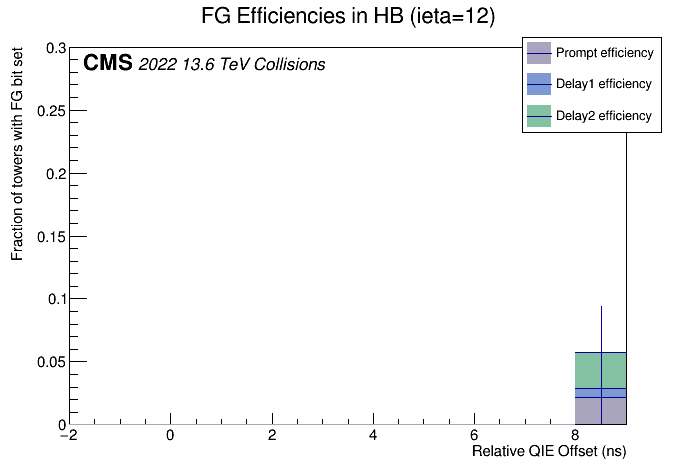 FG Efficiencies in HB (ieta=12)
CMS 2022 13.6 TeV Collisions
Prompt efficiency
Delay1 efficiency
Delay2 efficiency
Fraction of towers with FG bit set
0.3
0.25
0.2
0.15
0.1
0.05
0
−2 0 2 4 6 8
Relative QIE Offset (ns)